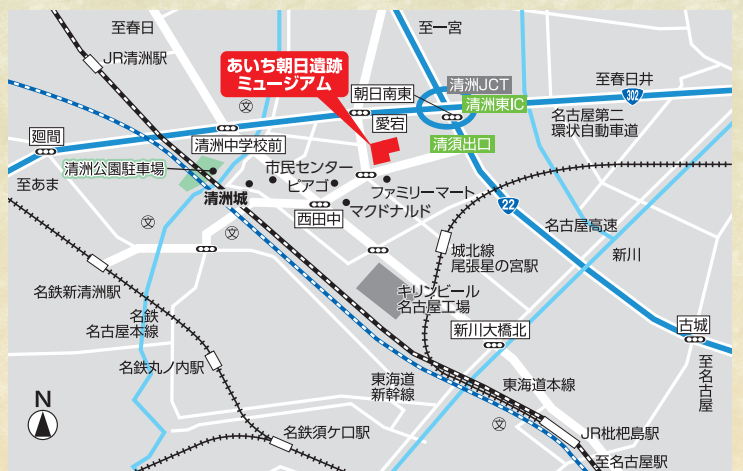 至春日
至一宮
JR清洲駅
あいち朝日遺跡
ミュージアム
朝日南東
清洲JCT
清洲東IC
至春日井
302
名古屋第二
環状自動車道
愛宕
廻間
清洲中学校前
清須出口
文
清洲公園駐車場
市民センター
ピアゴ
至あま
清洲城
ファミリーマート
マクドナルド
西田中
22
名古屋高速
新川
文
文
城北線
尾張星の宮駅
名鉄新清洲駅
キリンビール
名古屋工場
名鉄
名古屋本線
新川大橋北
古城
至名古屋
名鉄丸ノ内駅
東海道
新幹線
東海道本線
N
名鉄須ケ口駅
文
JR枇杷島駅
至名古屋駅